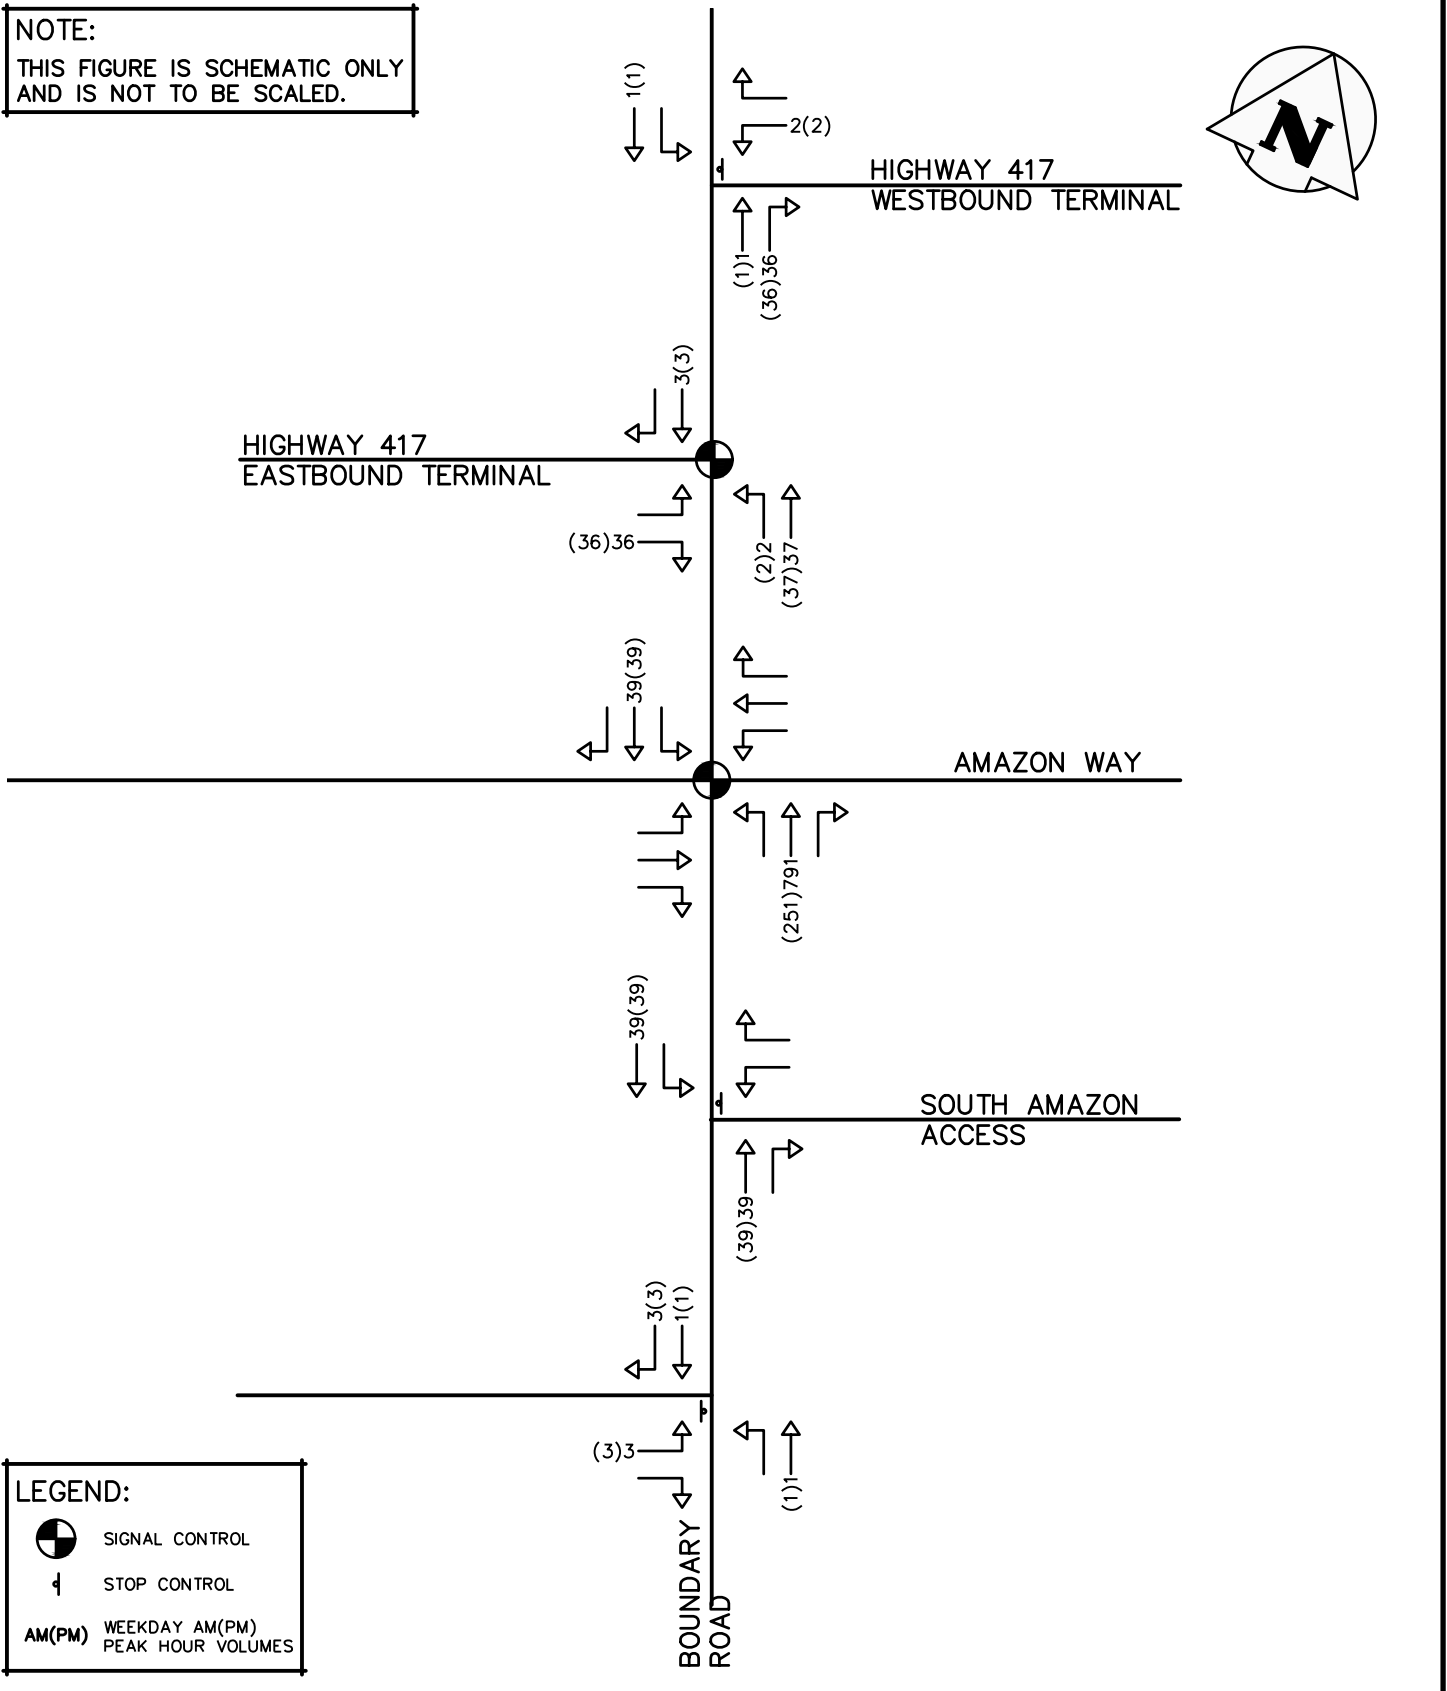 NOTE:
THIS FIGURE IS SCHEMATIC ONLY
AND IS NOT TO BE SCALED.
N
1(1)
2(2)
HIGHWAY 417
WESTBOUND TERMINAL
(1)1
(36)36
3(3)
HIGHWAY 417
EASTBOUND TERMINAL
(36)36
(2)2
(37)37
39(39)
AMAZON WAY
(251)791
39(39)
SOUTH AMAZON
ACCESS
(39)39
3(3)
1(1)
(3)3
(1)1
BOUNDARY
ROAD
LEGEND:
SIGNAL CONTROL
STOP CONTROL
AM(PM)
WEEKDAY AM(PM)
PEAK HOUR VOLUMES